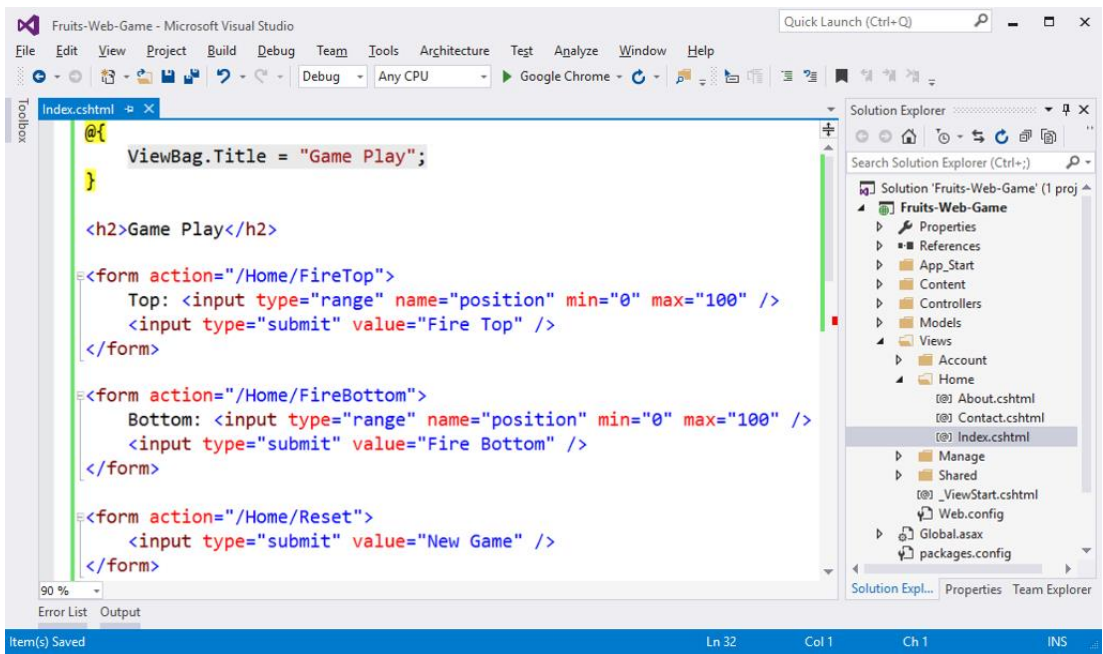 Fruits-Web-Game - Microsoft Visual Studio
Quick Launch (Ctrl+Q)
File Edit View Project Build Debug Team Tools Architecture Test Analyze Window Help
Debug Any CPU Google Chrome
Toolbox
Index.cshtml
@{
ViewBag.Title = "Game Play";
}
<h2>Game Play</h2>
<form action="/Home/FireTop">
Top: <input type="range" name="position" min="0" max="100" />
<input type="submit" value="Fire Top" />
</form>
<form action="/Home/FireBottom">
Bottom: <input type="range" name="position" min="0" max="100" />
<input type="submit" value="Fire Bottom" />
</form>
<form action="/Home/Reset">
<input type="submit" value="New Game" />
</form>
90 %
Solution Explorer
Search Solution Explorer (Ctrl+;)
Solution 'Fruits-Web-Game' (1 proj
Fruits-Web-Game
Properties
References
App_Start
Content
Controllers
Models
Views
Account
Home
About.cshtml
Contact.cshtml
Index.cshtml
Manage
Shared
_ViewStart.cshtml
Web.config
Global.asax
packages.config
Solution Expl... Properties Team Explorer
Error List Output
Item(s) Saved Ln 32 Col 1 Ch 1 INS